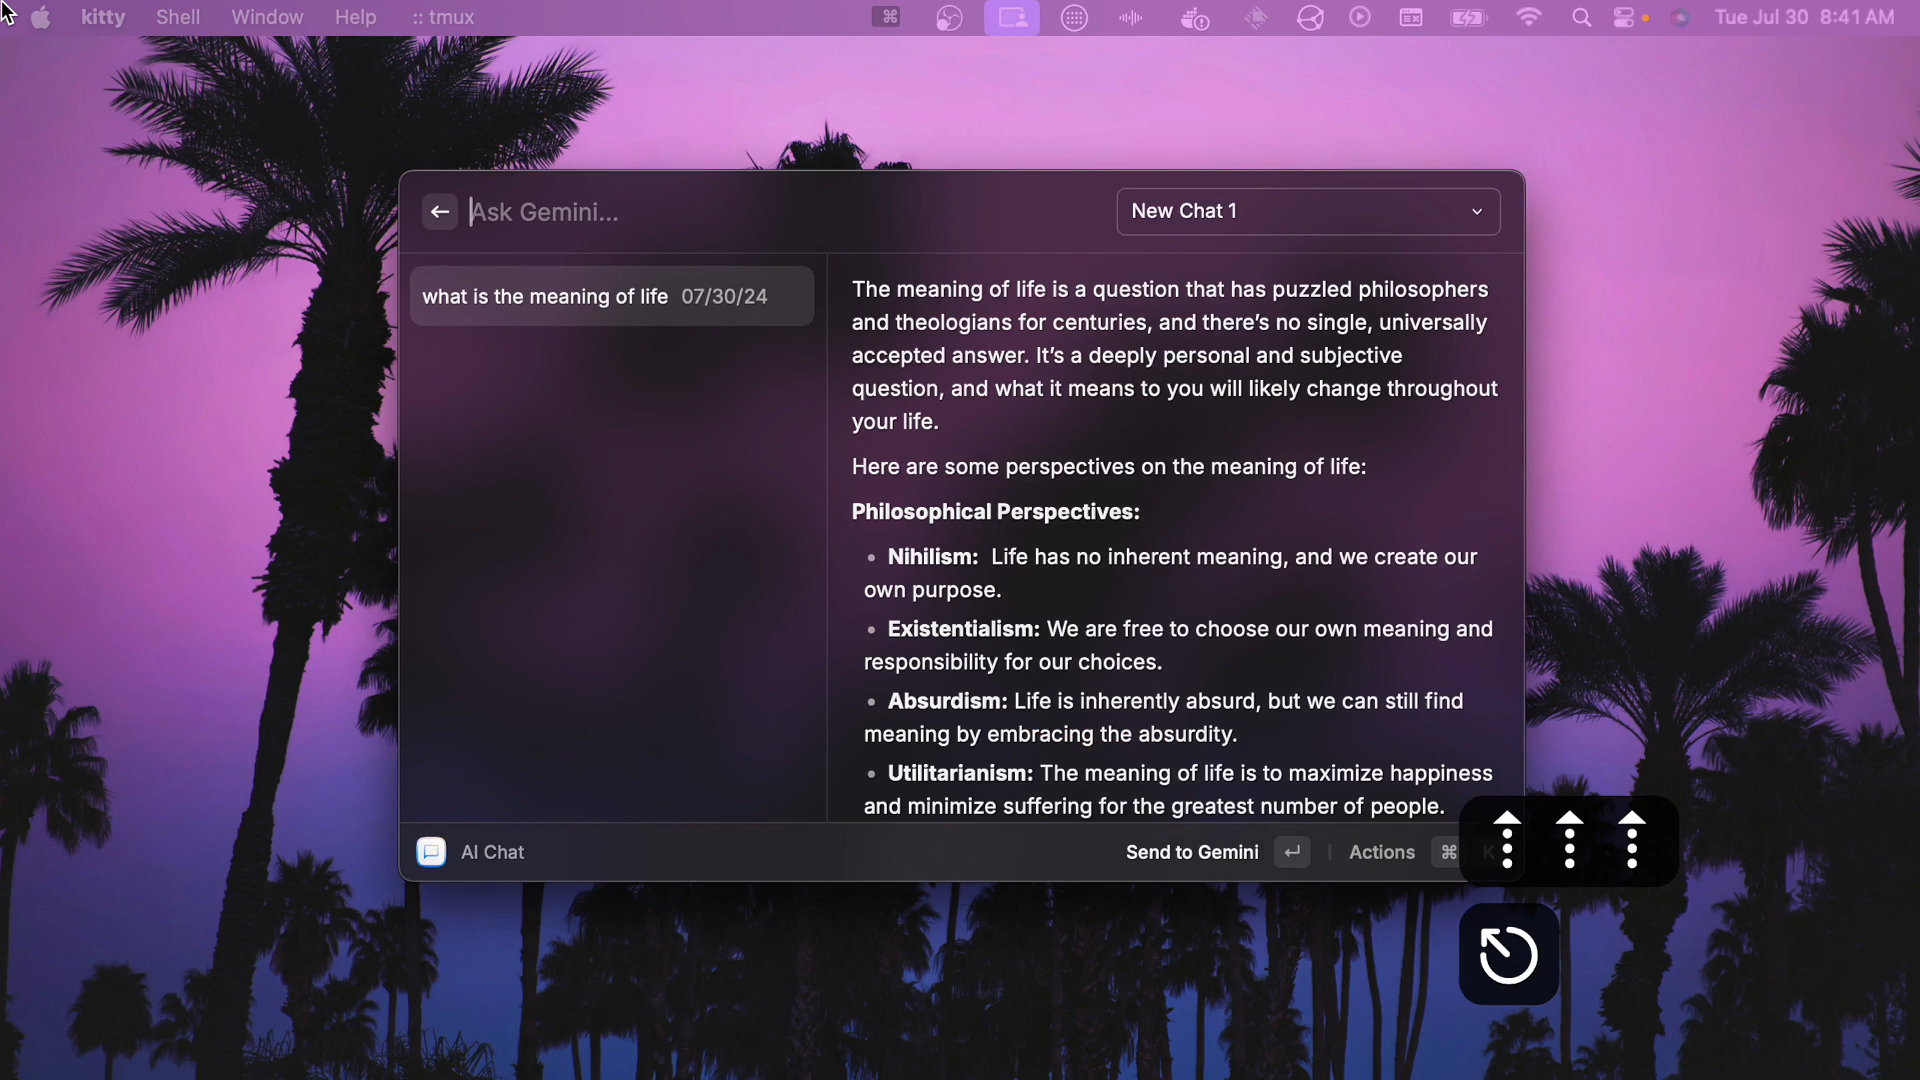 kitty Shell Window Help :: tmux ⌘ Tue Jul 30 8:41 AM
Ask Gemini...
New Chat 1
what is the meaning of life 07/30/24
The meaning of life is a question that has puzzled philosophers
and theologians for centuries, and there's no single, universally
accepted answer. It's a deeply personal and subjective
question, and what it means to you will likely change throughout
your life.
Here are some perspectives on the meaning of life:
Philosophical Perspectives:
• Nihilism: Life has no inherent meaning, and we create our
own purpose.
• Existentialism: We are free to choose our own meaning and
responsibility for our choices.
• Absurdism: Life is inherently absurd, but we can still find
meaning by embracing the absurdity.
• Utilitarianism: The meaning of life is to maximize happiness
and minimize suffering for the greatest number of people.
AI Chat
Send to Gemini ↵ Actions ⌘ K